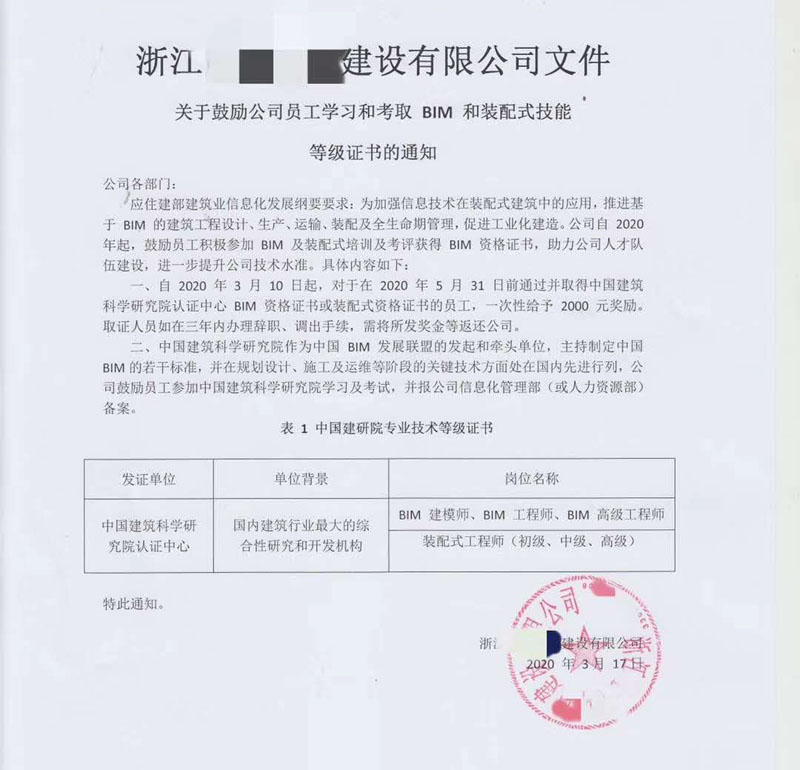 浙江 建设有限公司文件
关于鼓励公司员工学习和考取 BIM 和装配式技能
等级证书的通知
公司各部门：
应住建部建筑业信息化发展纲要要求：为加强信息技术在装配式建筑中的应用，推进基
于 BIM 的建筑工程设计、生产、运输、装配及全生命期管理，促进工业化建造。公司自 2020
年起，鼓励员工积极参加 BIM 及装配式培训及考评获得 BIM 资格证书，助力公司人才队
伍建设，进一步提升公司技术水准。具体内容如下：
一、自 2020 年 3 月 10 日起，对于在 2020 年 5 月 31 日前通过并取得中国建筑
科学研究院认证中心 BIM 资格证书或装配式资格证书的员工，一次性给予 2000 元奖励。
取证人员如在三年内办理辞职、调出手续，需将所发奖金等返还公司。
二、中国建筑科学研究院作为中国 BIM 发展联盟的发起和牵头单位，主持制定中国
BIM 的若干标准，并在规划设计、施工及运维等阶段的关键技术方面处在国内先进行列，公
司鼓励员工参加中国建筑科学研究院学习及考试，并报公司信息化管理部（或人力资源部）
备案。
表 1 中国建研院专业技术等级证书
发证单位 单位背景 岗位名称
中国建筑科学研
究院认证中心
国内建筑行业最大的综
合性研究和开发机构
BIM 建模师、BIM 工程师、BIM 高级工程师
装配式工程师（初级、中级、高级）
特此通知。
浙江 建设有限公司
2020 年 3 月 17 日
浙江 建设有限公司